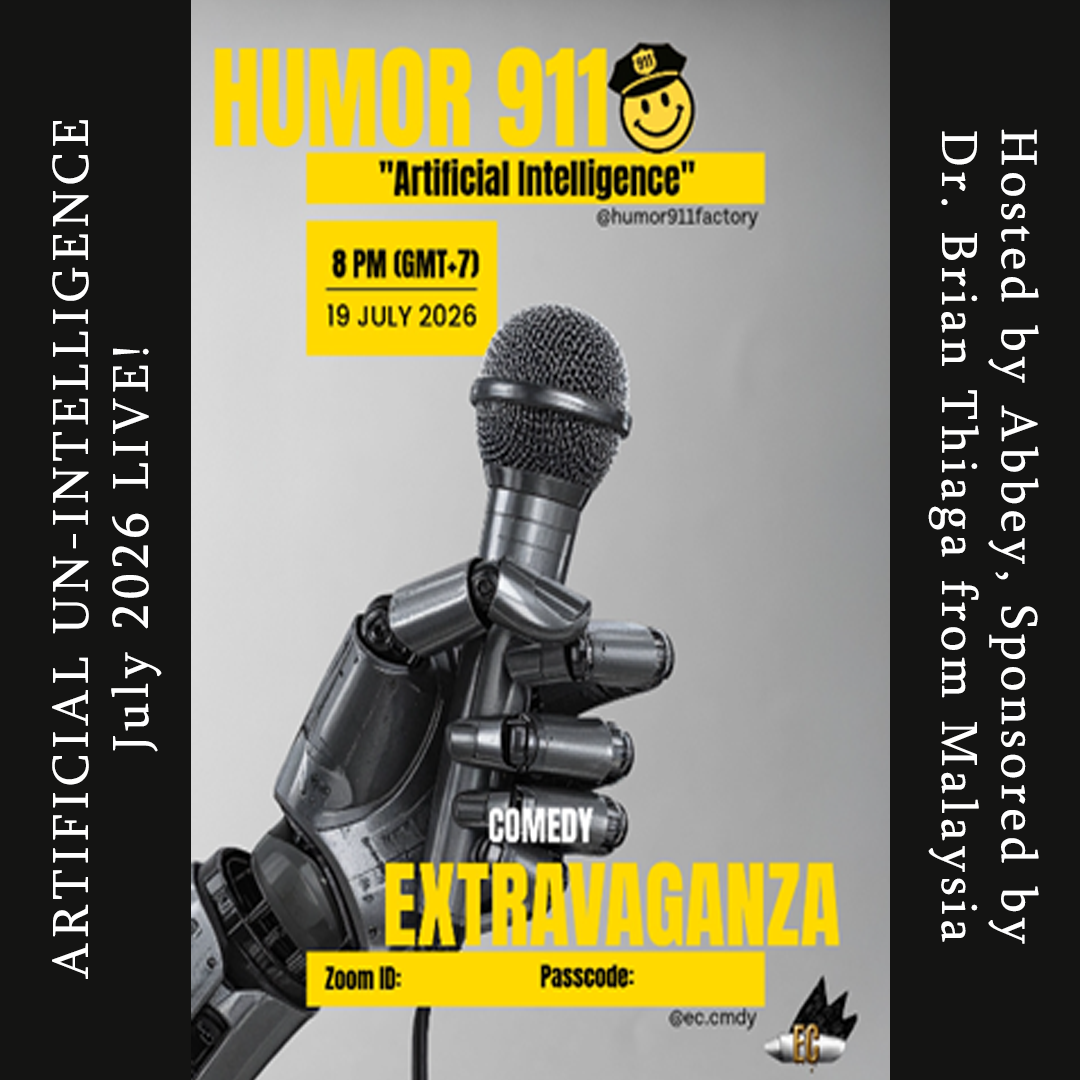 ARTIFICIAL UN-INTELLIGENCE
July 2026 LIVE!
HUMOR 911
911
"Artificial Intelligence"
@humor911factory
8 PM (GMT+7)
19 JULY 2026
COMEDY
EXTRAVAGANZA
Zoom ID: Passcode:
@ec.cmdy
EC
Hosted by Abbey, Sponsored by
Dr. Brian Thiaga from Malaysia